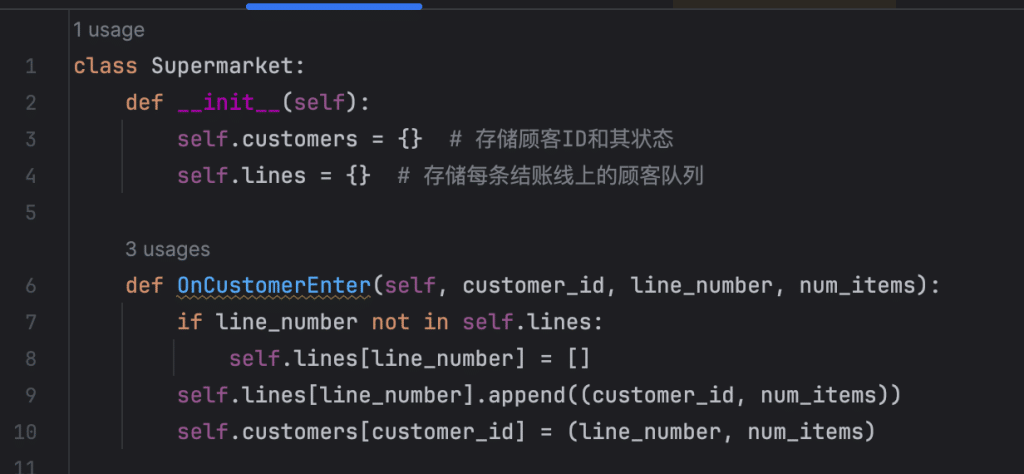 1 usage
1 class Supermarket:
2     def __init__(self):
3         self.customers = {}  # 存储顾客ID和其状态
4         self.lines = {}  # 存储每条结账线上的顾客队列
5
3 usages
6     def OnCustomerEnter(self, customer_id, line_number, num_items):
7         if line_number not in self.lines:
8             self.lines[line_number] = []
9         self.lines[line_number].append((customer_id, num_items))
10         self.customers[customer_id] = (line_number, num_items)
11